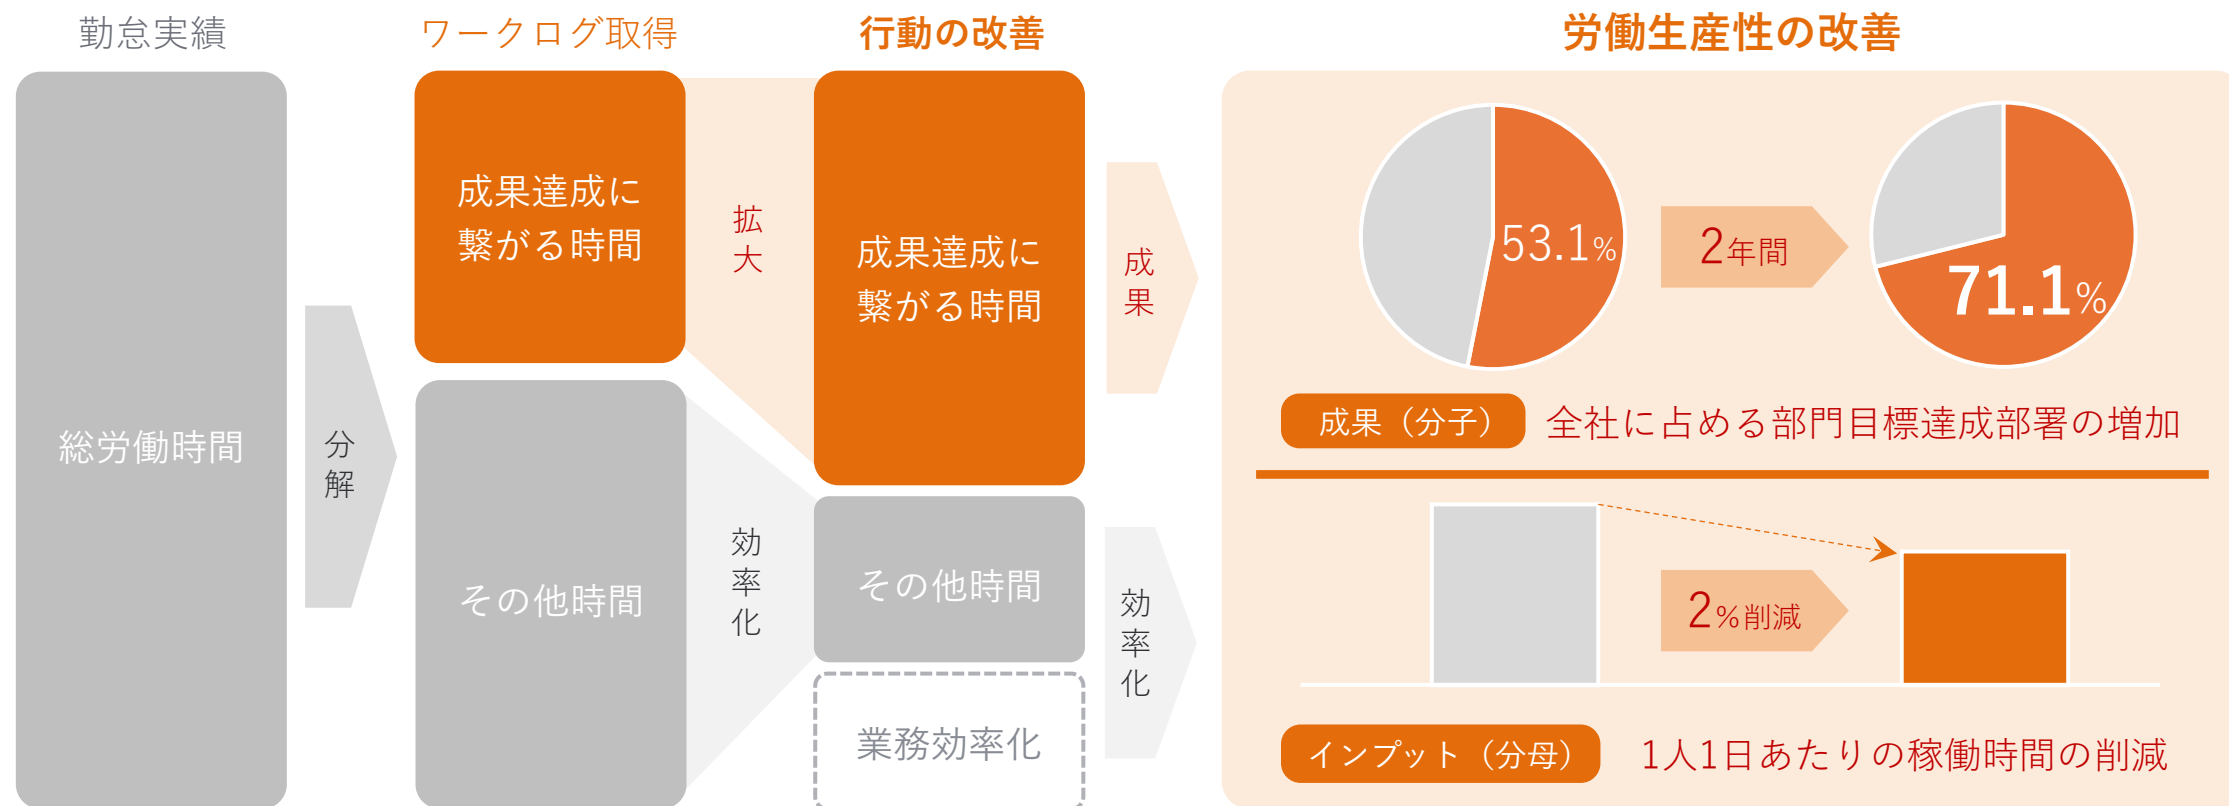 勤怠実績
ワークログ取得
行動の改善
労働生産性の改善
総労働時間
分解
成果達成に
繋がる時間
その他時間
拡大
効率化
成果達成に
繋がる時間
その他時間
業務効率化
成果
効率化
53.1%
2年間
71.1%
成果（分子）
全社に占める部門目標達成部署の増加
2%削減
インプット（分母）
1人1日あたりの稼働時間の削減